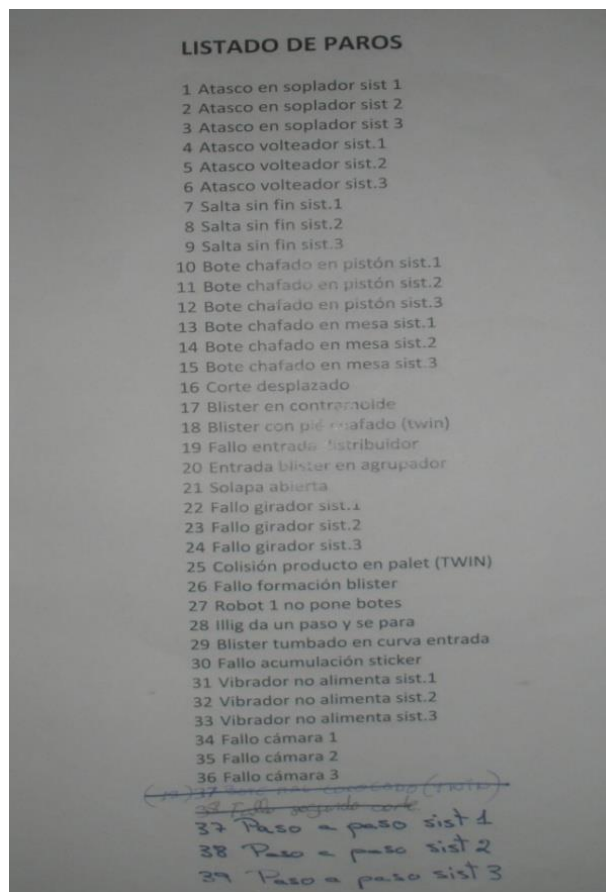 LISTADO DE PAROS
1 Atasco en soplador sist 1
2 Atasco en soplador sist 2
3 Atasco en soplador sist 3
4 Atasco volteador sist.1
5 Atasco volteador sist.2
6 Atasco volteador sist.3
7 Salta sin fin sist.1
8 Salta sin fin sist.2
9 Salta sin fin sist.3
10 Bote chafado en pistón sist.1
11 Bote chafado en pistón sist.2
12 Bote chafado en pistón sist.3
13 Bote chafado en mesa sist.1
14 Bote chafado en mesa sist.2
15 Bote chafado en mesa sist.3
16 Corte desplazado
17 Blister en contramolde
18 Blister con pié chafado (twin)
19 Fallo entrada distribuidor
20 Entrada blister en agrupador
21 Solapa abierta
22 Fallo girador sist.1
23 Fallo girador sist.2
24 Fallo girador sist.3
25 Colisión producto en palet (TWIN)
26 Fallo formación blister
27 Robot 1 no pone botes
28 Illig da un paso y se para
29 Blister tumbado en curva entrada
30 Fallo acumulación sticker
31 Vibrador no alimenta sist.1
32 Vibrador no alimenta sist.2
33 Vibrador no alimenta sist.3
34 Fallo cámara 1
35 Fallo cámara 2
36 Fallo cámara 3
37 BOTE MAL COLOCADO (TWIN)
38 Fallo segundo corte
37 Paso a paso sist 1
38 Paso a paso sist 2
39 Paso a paso sist 3